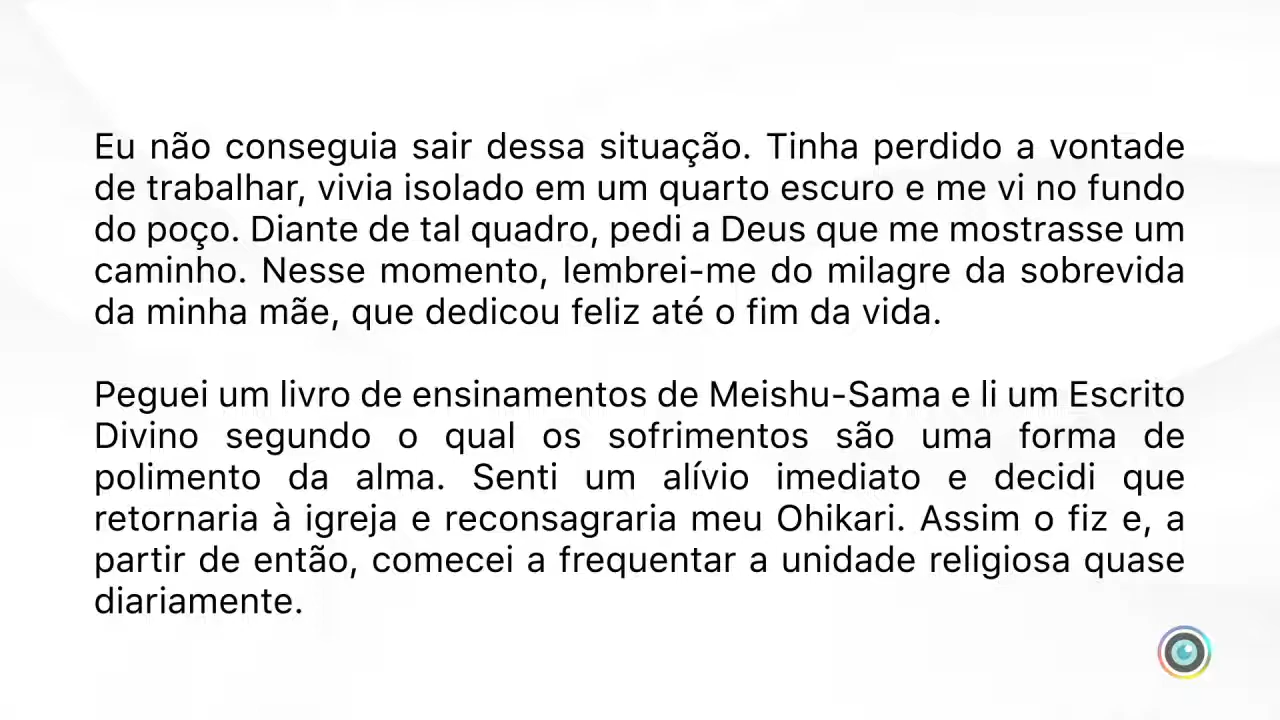 Eu não conseguia sair dessa situação. Tinha perdido a vontade
de trabalhar, vivia isolado em um quarto escuro e me vi no fundo
do poço. Diante de tal quadro, pedi a Deus que me mostrasse um
caminho. Nesse momento, lembrei-me do milagre da sobrevida
da minha mãe, que dedicou feliz até o fim da vida.
Peguei um livro de ensinamentos de Meishu-Sama e li um Escrito
Divino segundo o qual os sofrimentos são uma forma de
polimento da alma. Senti um alívio imediato e decidi que
retornaria à igreja e reconsagraria meu Ohikari. Assim o fiz e, a
partir de então, comecei a frequentar a unidade religiosa quase
diariamente.